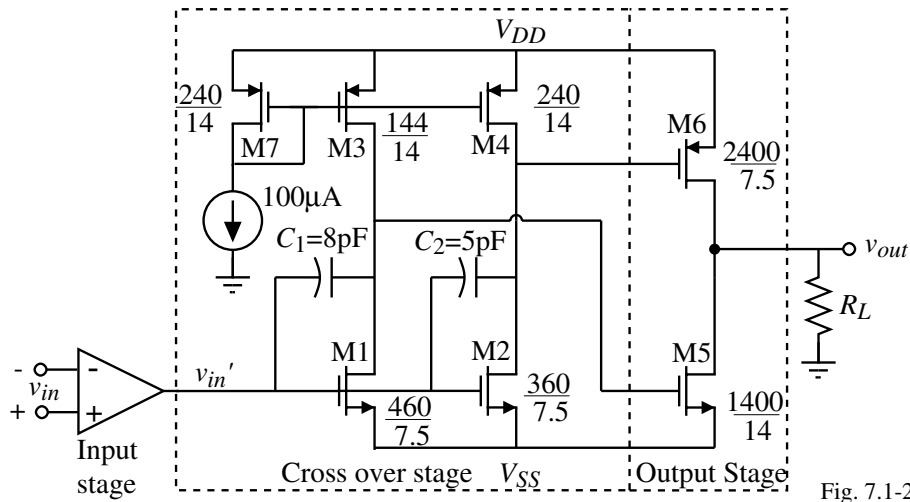 V_DD
240/14
M7
M3
144/14
M4
240/14
M6
2400/7.5
100μA
C₁=8pF
C₂=5pF
v_out
R_L
M1
M2
M5
- v_in +
- +
v_in'
460/7.5
360/7.5
1400/14
Input stage
Cross over stage
V_SS
Output Stage
Fig. 7.1-2